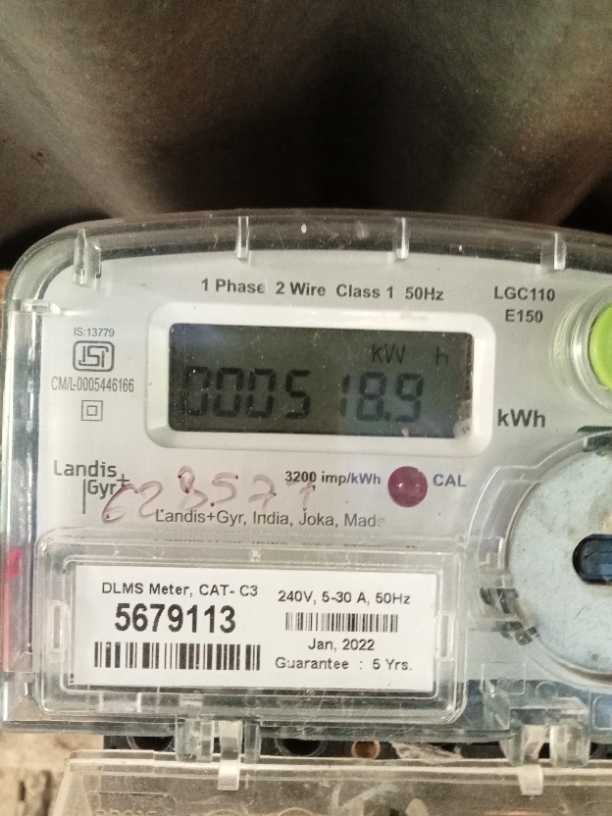 1 Phase 2 Wire Class 1 50Hz
LGC110
E150
IS:13779
ISI
CM/L-0005446166
kW h
000518.9
kWh
Landis
Gyr+
3200 imp/kWh
CAL
Landis+Gyr, India, Joka, Made
DLMS Meter, CAT- C3
5679113
240V, 5-30 A, 50Hz
Jan, 2022
Guarantee : 5 Yrs.